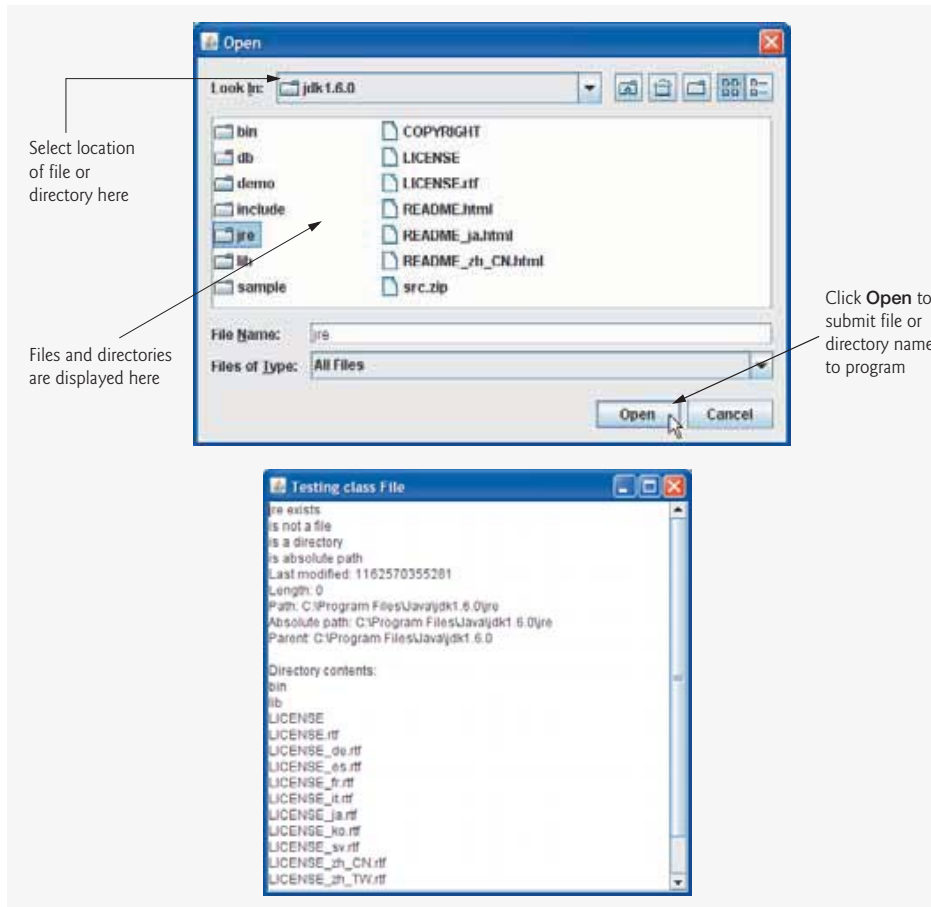 Open
Look In: jdk1.6.0
bin
db
demo
include
jre
lib
sample
COPYRIGHT
LICENSE
LICENSE.rtf
README.html
README_ja.html
README_zh_CN.html
src.zip
File Name: jre
Files of Type: All Files
Open Cancel
Select location
of file or
directory here
Files and directories
are displayed here
Click Open to
submit file or
directory name
to program
Testing class File
jre exists
is not a file
is a directory
is absolute path
Last modified: 1162570355281
Length: 0
Path: C:\Program Files\Java\jdk1.6.0\jre
Absolute path: C:\Program Files\Java\jdk1.6.0\jre
Parent: C:\Program Files\Java\jdk1.6.0
Directory contents:
bin
lib
LICENSE
LICENSE.rtf
LICENSE_de.rtf
LICENSE_es.rtf
LICENSE_fr.rtf
LICENSE_it.rtf
LICENSE_ja.rtf
LICENSE_ko.rtf
LICENSE_sv.rtf
LICENSE_zh_CN.rtf
LICENSE_zh_TW.rtf